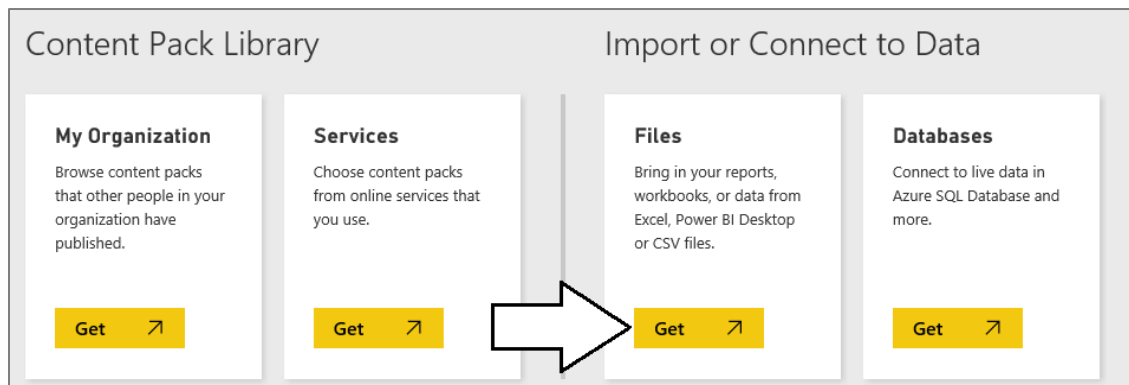 Content Pack Library
Import or Connect to Data
My Organization
Browse content packs
that other people in your
organization have
published.
Get
Services
Choose content packs
from online services that
you use.
Get
Files
Bring in your reports,
workbooks, or data from
Excel, Power BI Desktop
or CSV files.
Get
Databases
Connect to live data in
Azure SQL Database and
more.
Get